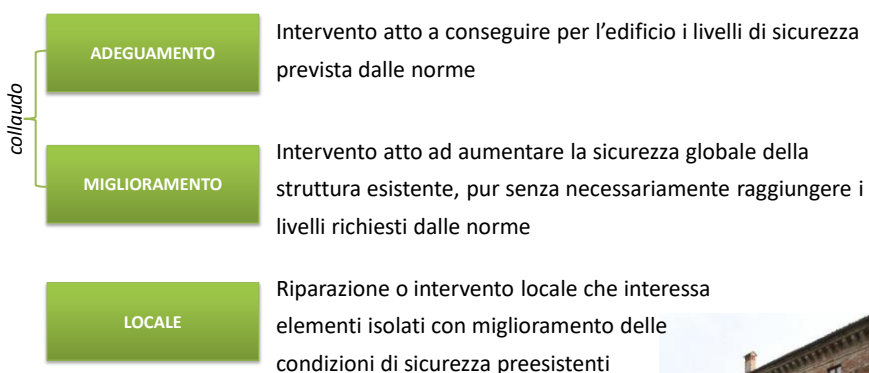 collaudo
ADEGUAMENTO
Intervento atto a conseguire per l’edificio i livelli di sicurezza
prevista dalle norme
MIGLIORAMENTO
Intervento atto ad aumentare la sicurezza globale della
struttura esistente, pur senza necessariamente raggiungere i
livelli richiesti dalle norme
LOCALE
Riparazione o intervento locale che interessa
elementi isolati con miglioramento delle
condizioni di sicurezza preesistenti